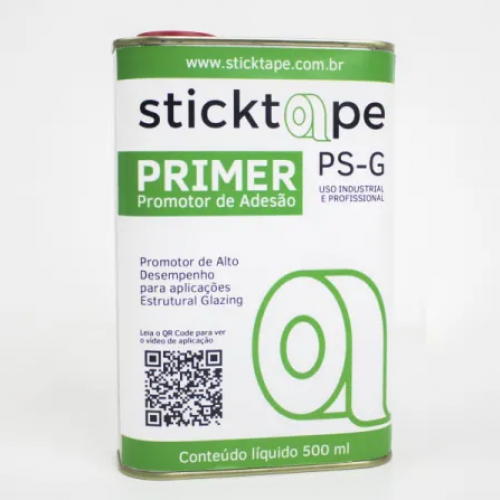 www.sticktape.com.br
sticktape
PRIMER
Promotor de Adesão
PS-G
USO INDUSTRIAL
E PROFISSIONAL
Promotor de Alto
Desempenho
para aplicações
Estrutural Glazing
Leia o QR Code para ver
o vídeo de aplicação
Conteúdo líquido 500 ml